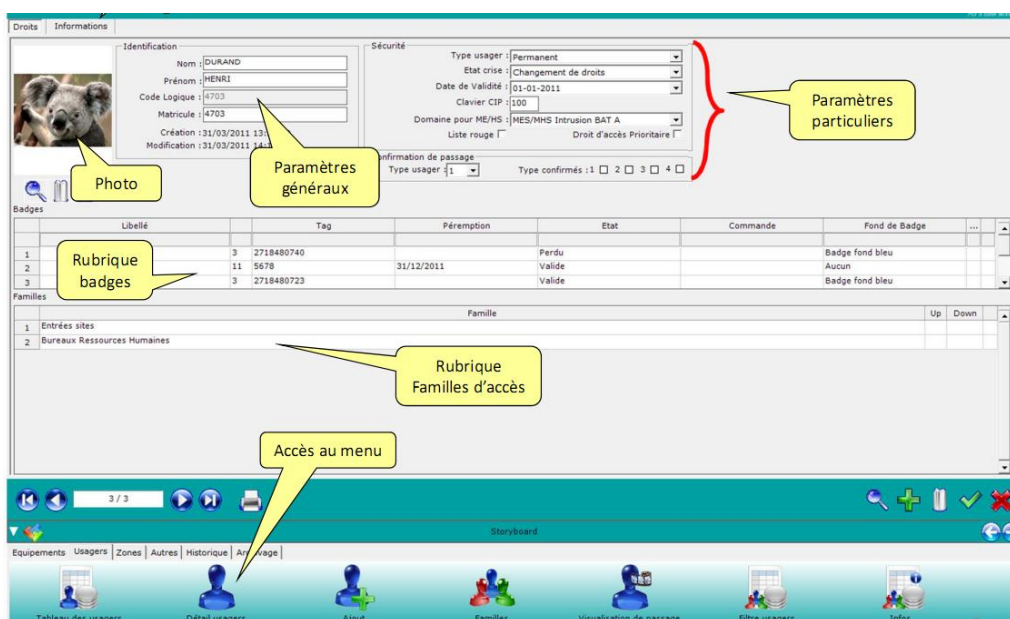 Droits Informations
Identification
Nom : DURAND
Prénom : HENRI
Code Logique : 4703
Matricule : 4703
Création : 31/03/2011 13:
Modification : 31/03/2011 14:
Sécurité
Type usager : Permanent
Etat crise : Changement de droits
Date de Validité : 01-01-2011
Clavier CIP : 100
Domaine pour ME/HS : MES/MHS Intrusion BAT A
Liste rouge Droit d'accès Prioritaire
onfirmation de passage
Type usager : 1 Type confirmés : 1 2 3 4
Paramètres
particuliers
Paramètres
généraux
Photo
Badges
Libellé Tag Péremption Etat Commande Fond de Badge ...
1 3 2718480740 Perdu Badge fond bleu
2 11 5678 31/12/2011 Valide Aucun
3 3 2718480723 Valide Badge fond bleu
Rubrique
badges
Familles
Famille Up Down
1 Entrées sites
2 Bureaux Ressources Humaines
Rubrique
Familles d'accès
Accès au menu
3 / 3
Storyboard
Equipements Usagers Zones Autres Historique Ar vage
Tableau des usagers Détail usagers Ajout Familles Visualisation de passage Filtre usagers Infos